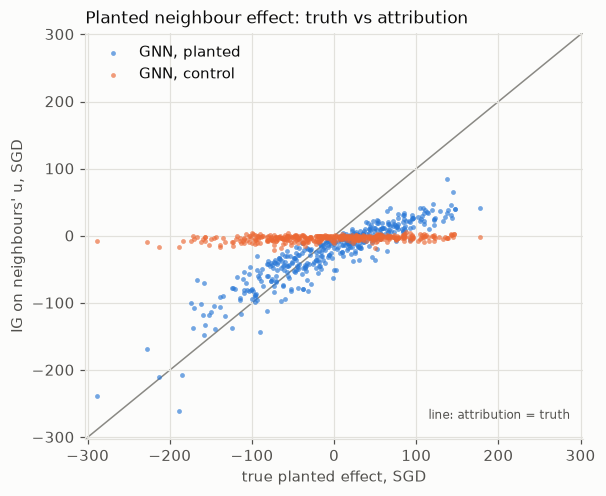 Planted neighbour effect: truth vs attribution
GNN, planted
GNN, control
300
200
100
0
−100
−200
−300
IG on neighbours' u, SGD
line: attribution = truth
−300 −200 −100 0 100 200 300
true planted effect, SGD